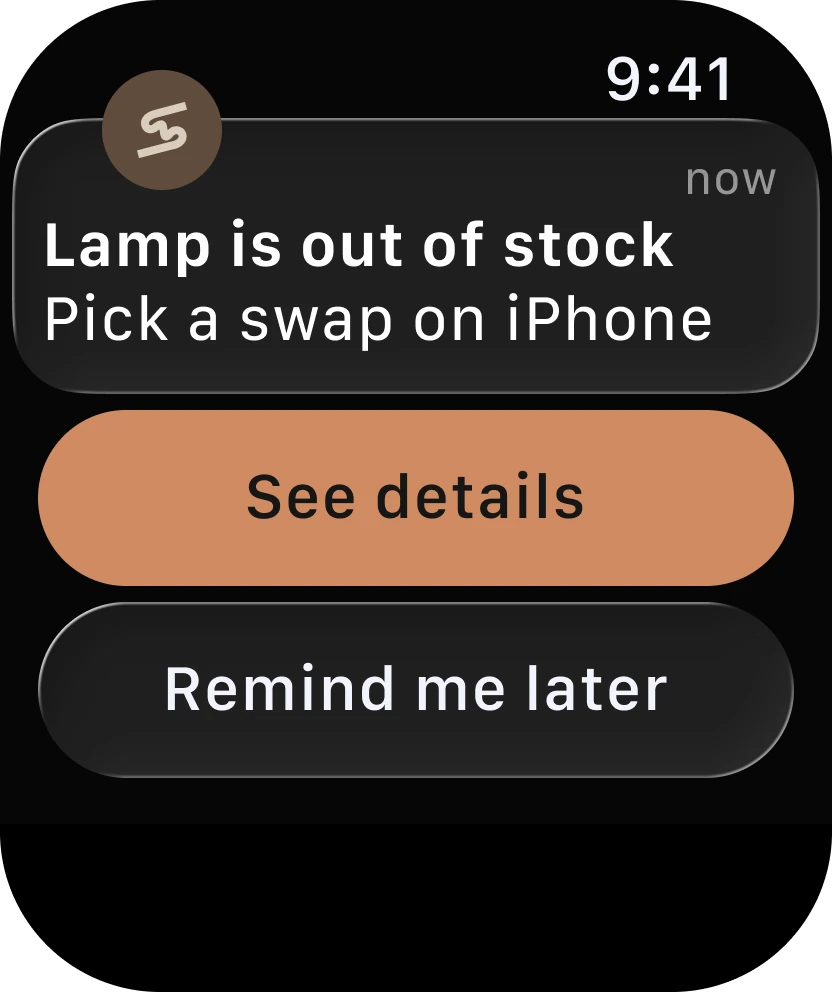 9:41
now
Lamp is out of stock
Pick a swap on iPhone
See details
Remind me later